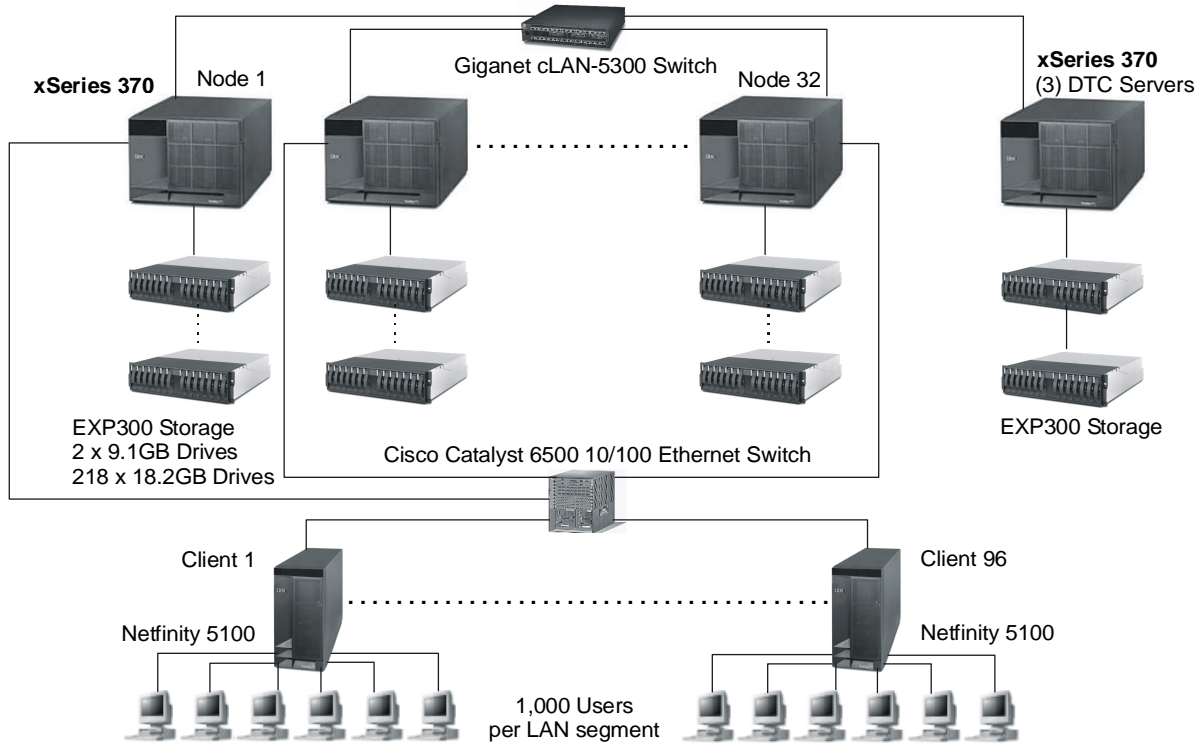 Giganet cLAN-5300 Switch
xSeries 370
Node 1
Node 32
xSeries 370
(3) DTC Servers
EXP300 Storage
2 x 9.1GB Drives
218 x 18.2GB Drives
EXP300 Storage
Cisco Catalyst 6500 10/100 Ethernet Switch
Client 1
Client 96
Netfinity 5100
Netfinity 5100
1,000 Users
per LAN segment